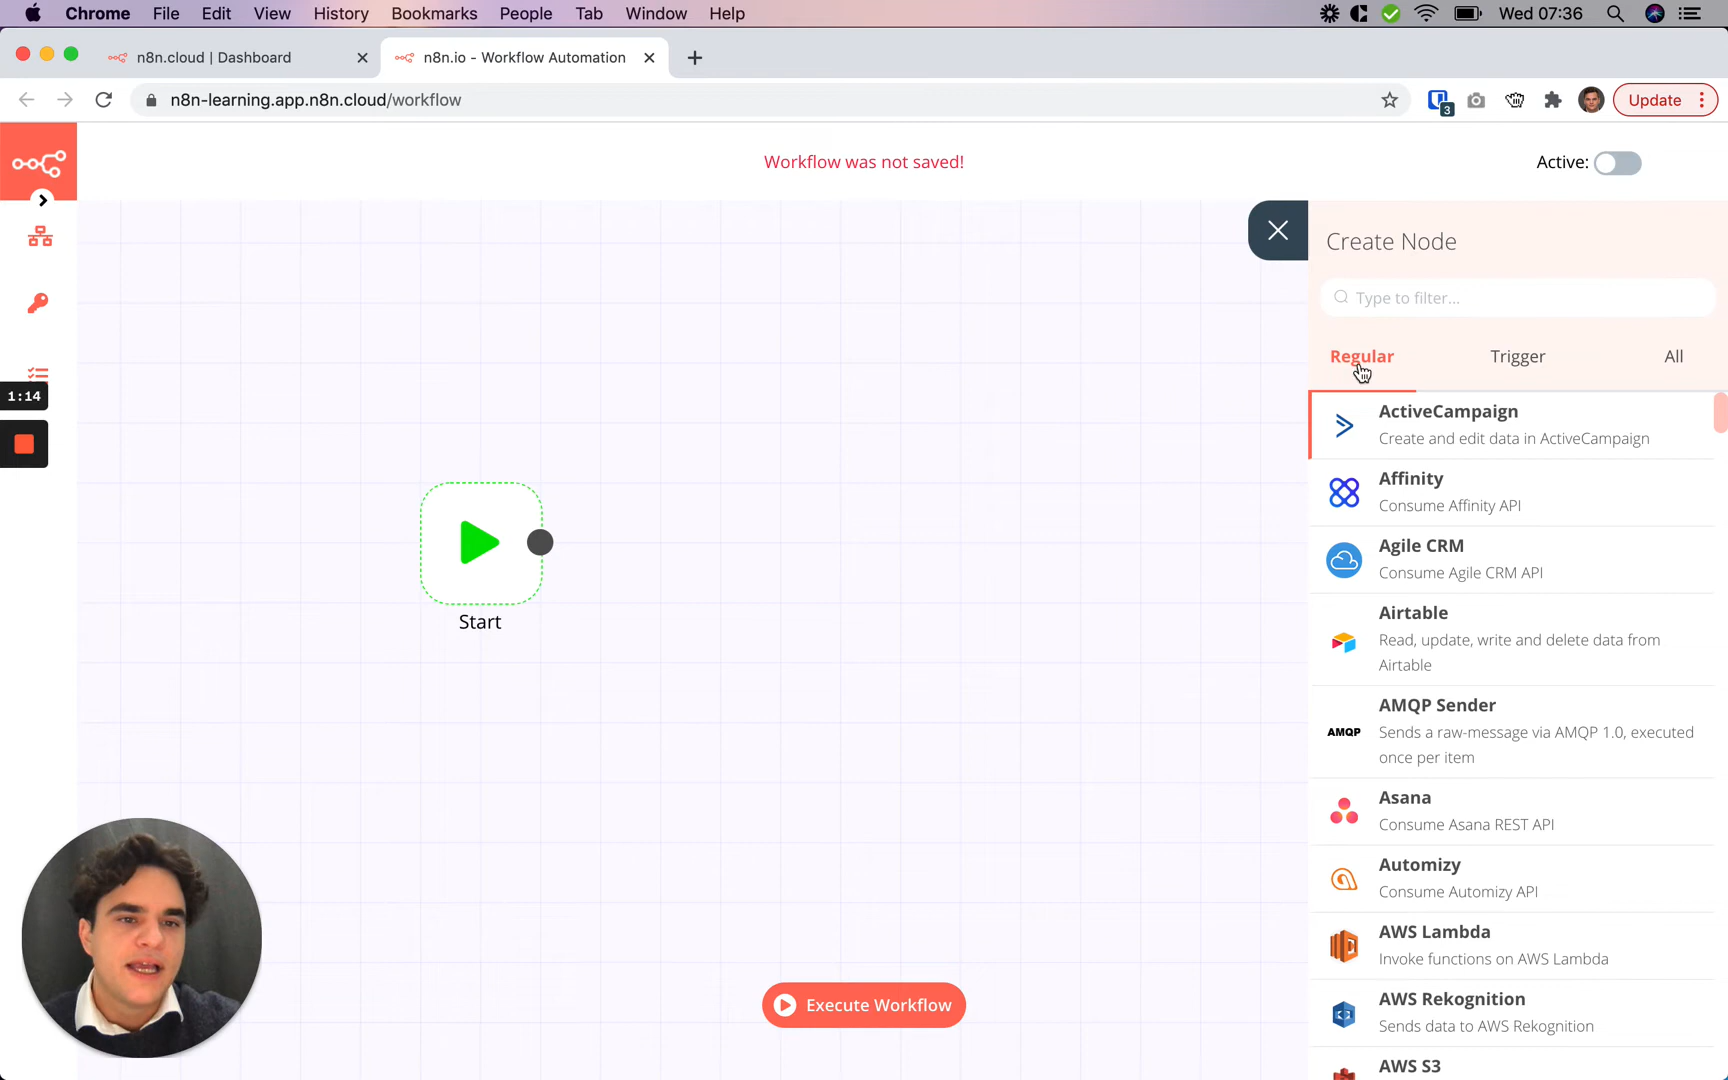 Chrome File Edit View History Bookmarks People Tab Window Help Wed 07:36
n8n.cloud | Dashboard
n8n.io - Workflow Automation
n8n-learning.app.n8n.cloud/workflow
3
Update
Workflow was not saved!
Active:
Create Node
Type to filter...
Regular Trigger All
1:14
ActiveCampaign
Create and edit data in ActiveCampaign
Affinity
Consume Affinity API
Agile CRM
Consume Agile CRM API
Airtable
Read, update, write and delete data from
Airtable
AMQP
AMQP Sender
Sends a raw-message via AMQP 1.0, executed
once per item
Asana
Consume Asana REST API
Automizy
Consume Automizy API
AWS Lambda
Invoke functions on AWS Lambda
AWS Rekognition
Sends data to AWS Rekognition
AWS S3
Start
Execute Workflow